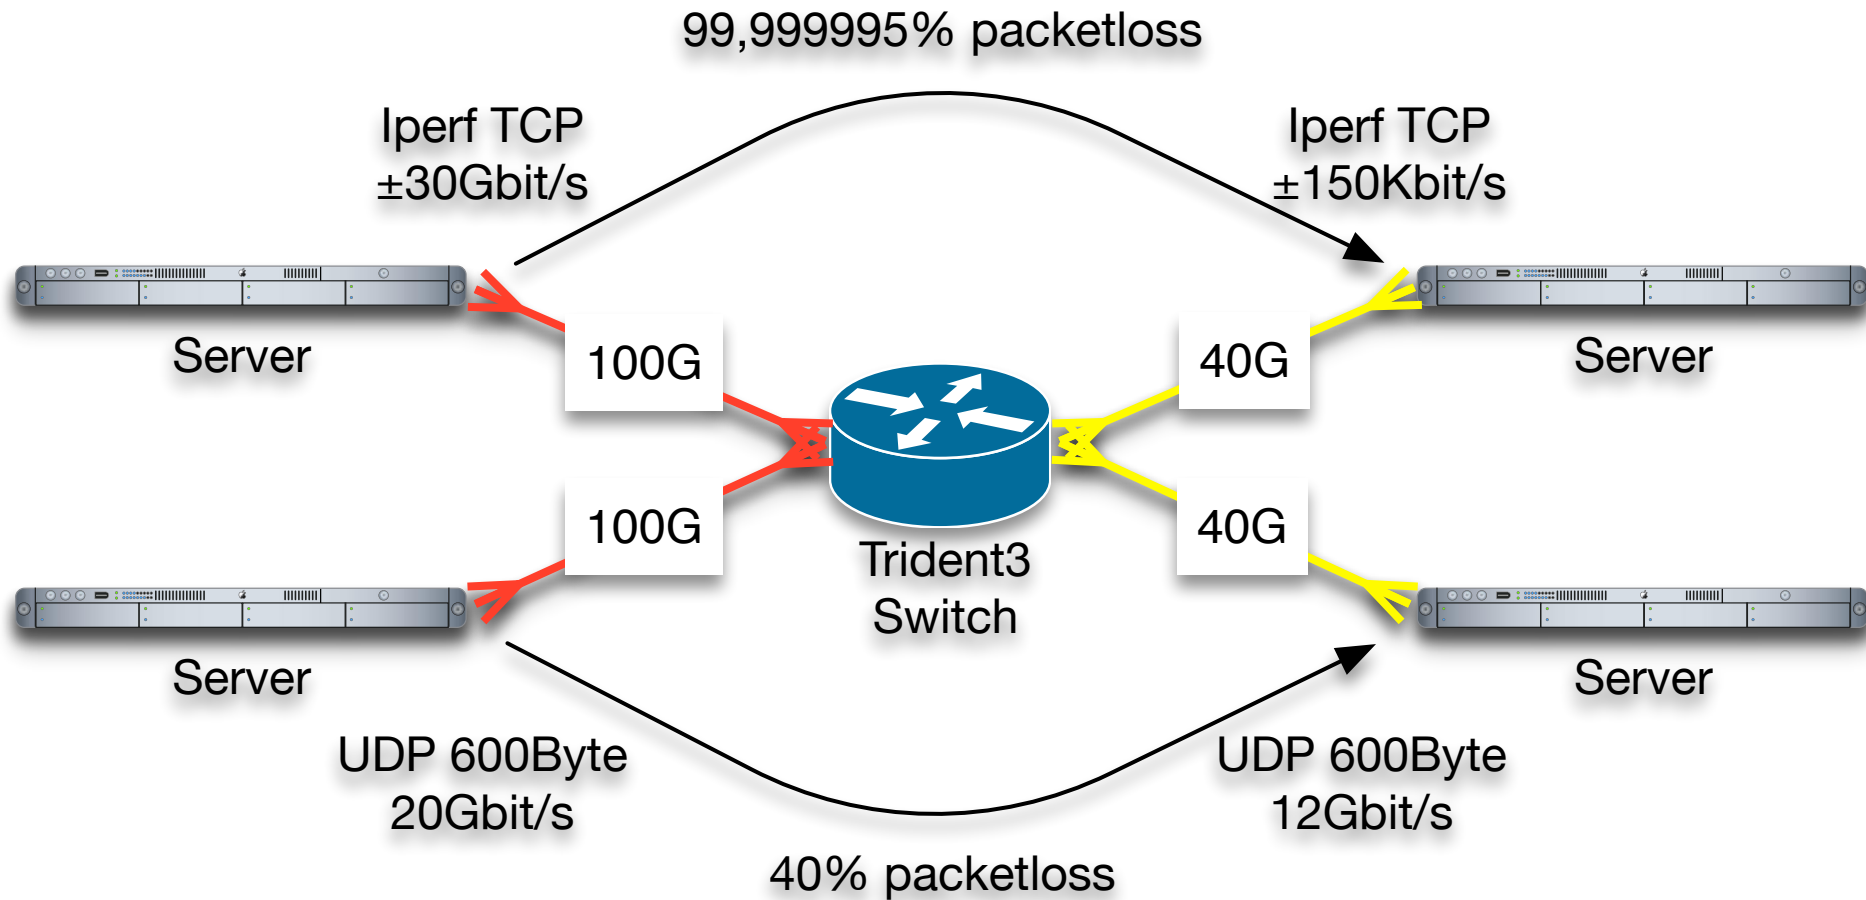 99,999995% packetloss
Iperf TCP
±30Gbit/s
Iperf TCP
±150Kbit/s
Server
100G
40G
Server
100G
40G
Trident3
Switch
Server
Server
UDP 600Byte
20Gbit/s
UDP 600Byte
12Gbit/s
40% packetloss